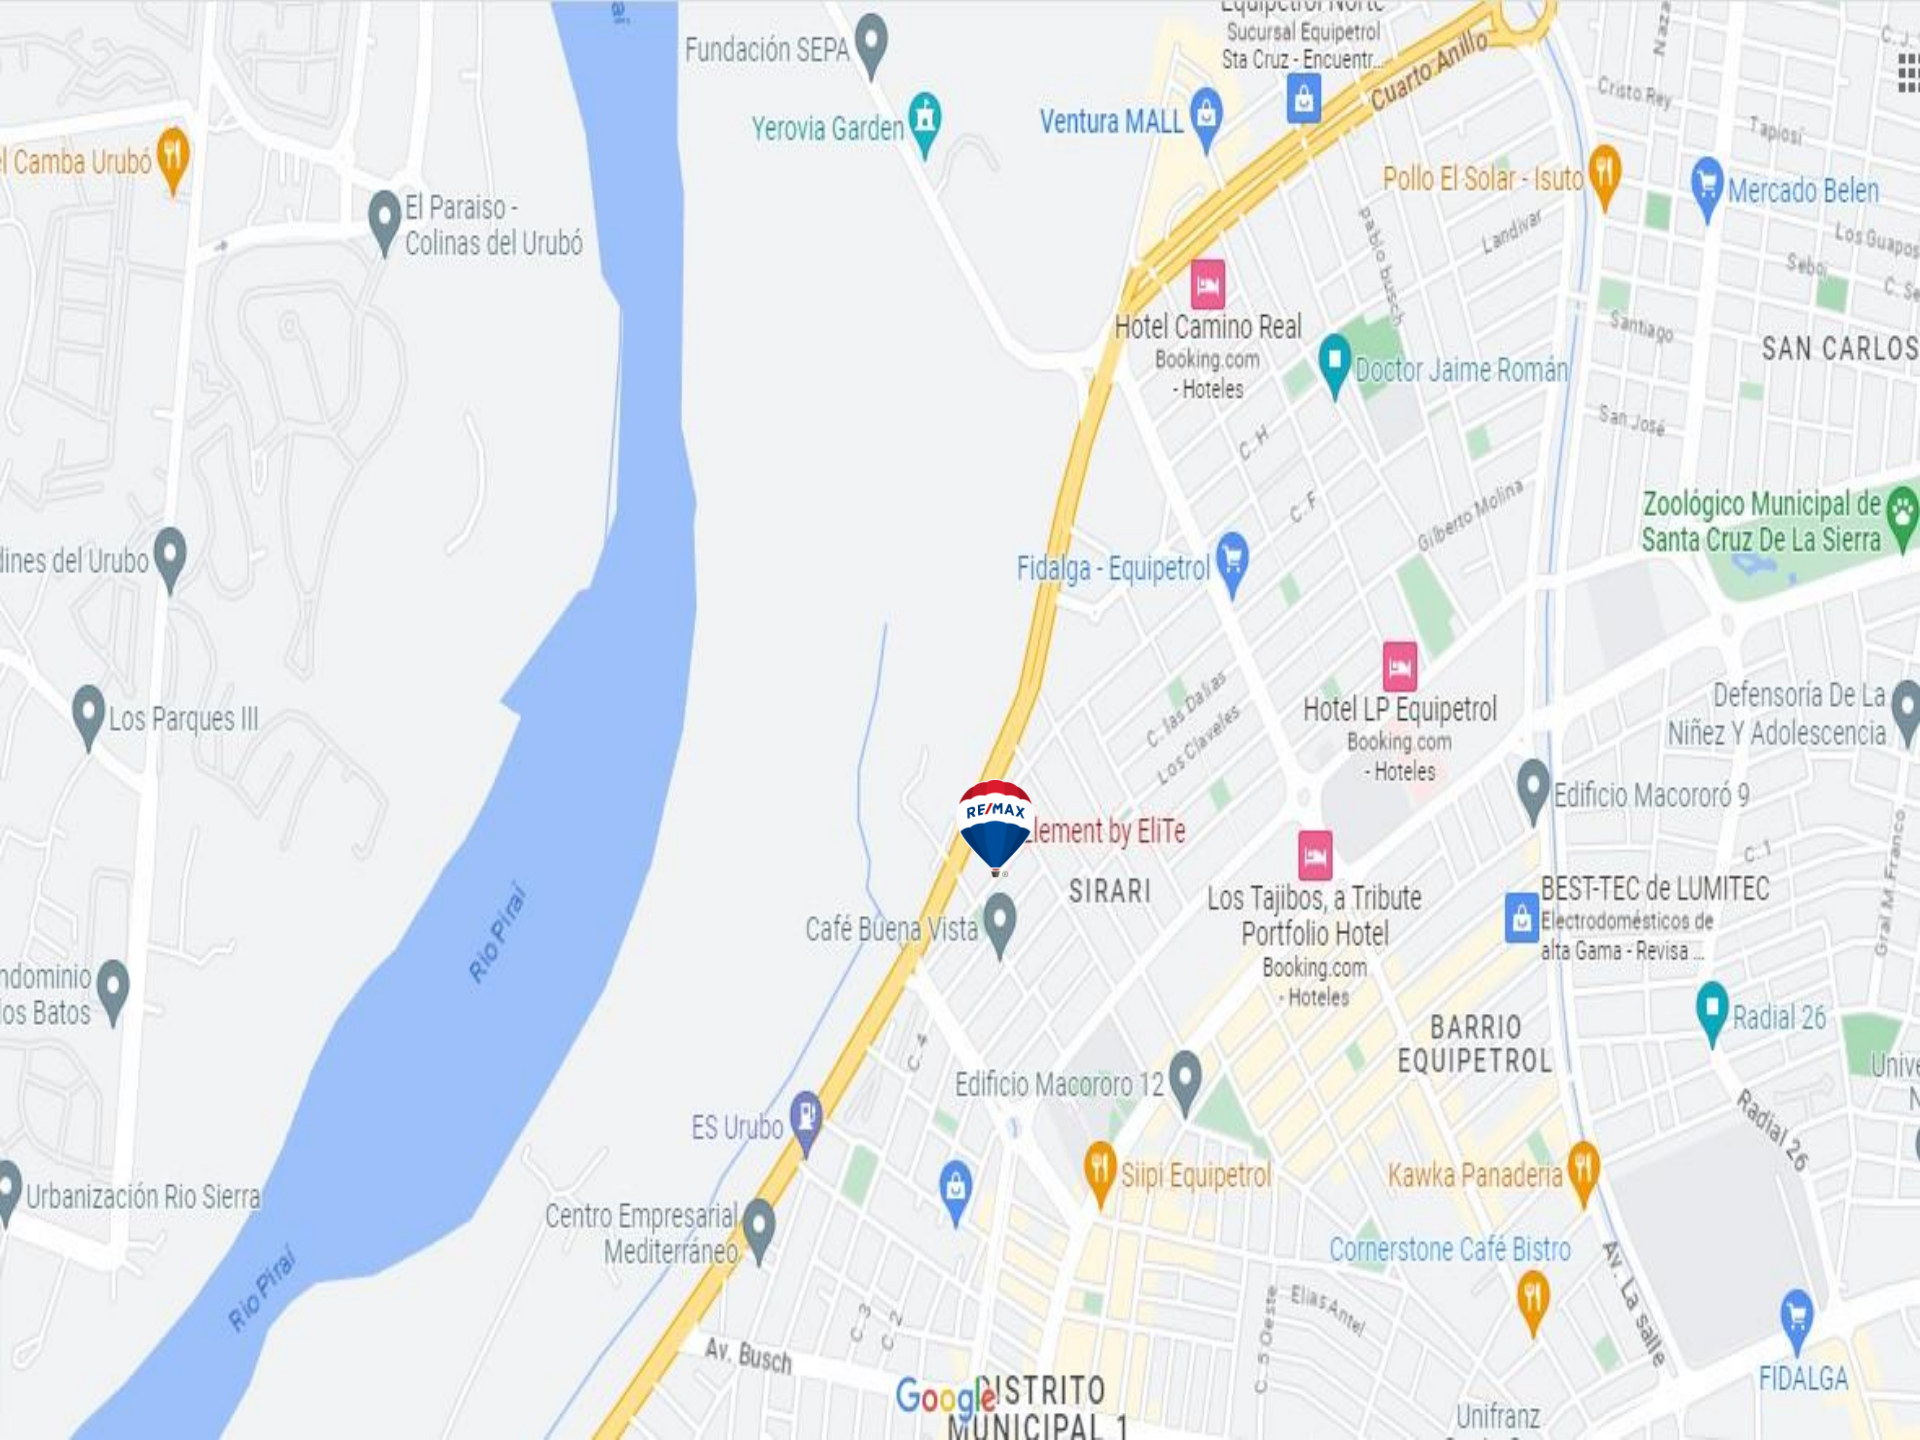 Equipetrol Norte
Sucursal Equipetrol
Sta Cruz - Encuentr...
Fundación SEPA
Cuarto Anillo
Yerovia Garden
Ventura MALL
Cristo Rey
Tapiosí
el Camba Urubó
Pollo El Solar - Isuto
Mercado Belen
El Paraiso -
Colinas del Urubó
pablo busch
Landívar
Los Guapos
Seboi
Santiago
Hotel Camino Real
Booking.com
- Hoteles
SAN CARLOS
Doctor Jaime Román
San José
C. H
C. F
Gilberto Molina
Zoológico Municipal de
Santa Cruz De La Sierra
dines del Urubo
Fidalga - Equipetrol
C. las Dalias
Los Claveles
Hotel LP Equipetrol
Booking.com
- Hoteles
Defensoría De La
Niñez Y Adolescencia
Los Parques III
Edificio Macororó 9
RE/MAX
Element by EliTe
C. 1
Gral M. Franco
SIRARI
Los Tajibos, a Tribute
Portfolio Hotel
Booking.com
- Hoteles
BEST-TEC de LUMITEC
Electrodomésticos de
alta Gama - Revisa ...
Café Buena Vista
Rio Piraí
ndominio
los Batos
Radial 26
BARRIO
EQUIPETROL
C. 4
Edificio Macororo 12
Unive
ES Urubo
Radial 26
Siipi Equipetrol
Kawka Panaderia
Urbanización Rio Sierra
Centro Empresarial
Mediterráneo
Cornerstone Café Bistro
Rio Piraí
Av. La salle
C. 3
C. 2
C. 5 Oeste
Elias Antel
Av. Busch
FIDALGA
Google
DISTRITO
MUNICIPAL 1
Unifranz